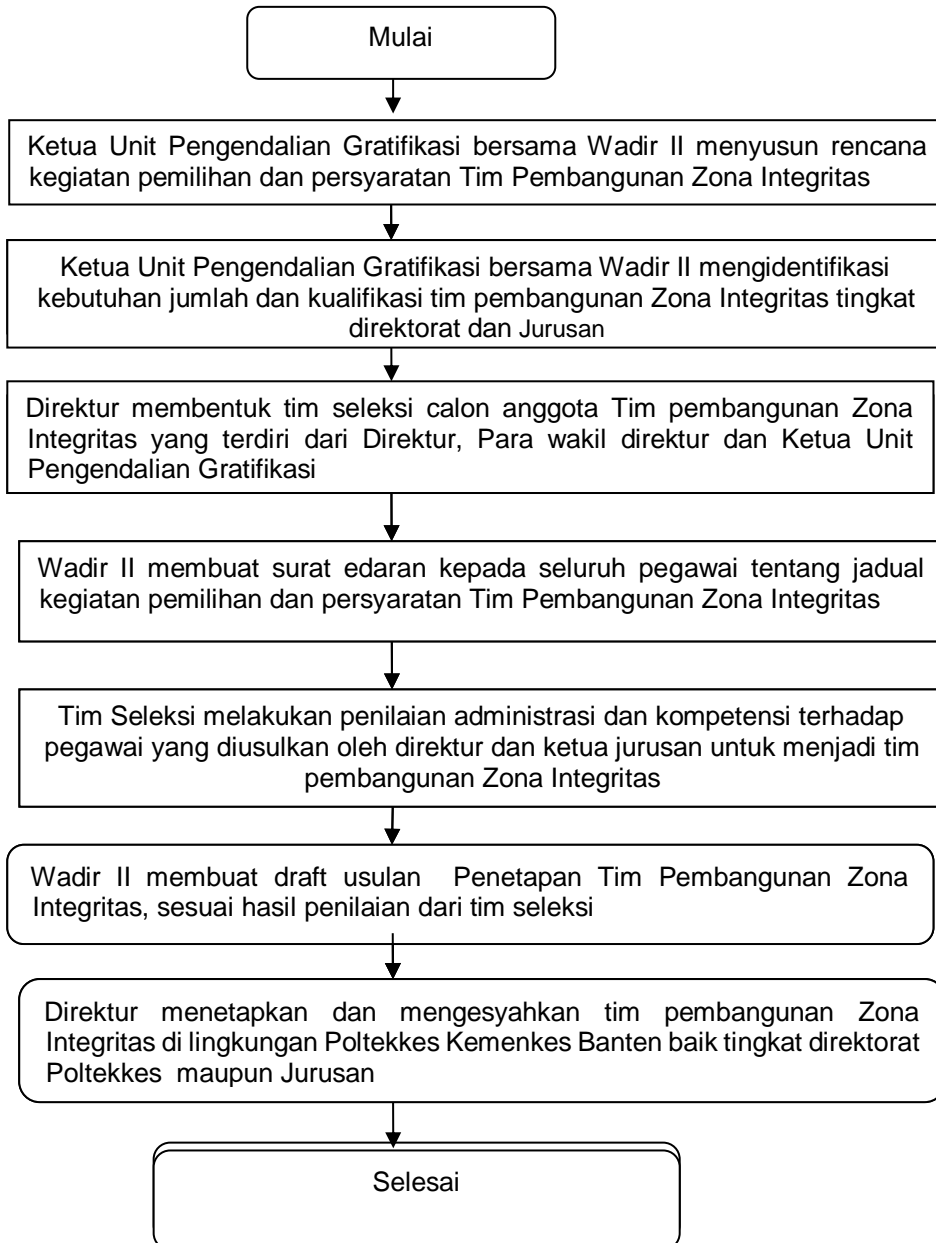 Mulai
Ketua Unit Pengendalian Gratifikasi bersama Wadir II menyusun rencana
kegiatan pemilihan dan persyaratan Tim Pembangunan Zona Integritas
Ketua Unit Pengendalian Gratifikasi bersama Wadir II mengidentifikasi
kebutuhan jumlah dan kualifikasi tim pembangunan Zona Integritas tingkat
direktorat dan Jurusan
Direktur membentuk tim seleksi calon anggota Tim pembangunan Zona
Integritas yang terdiri dari Direktur, Para wakil direktur dan Ketua Unit
Pengendalian Gratifikasi
Wadir II membuat surat edaran kepada seluruh pegawai tentang jadual
kegiatan pemilihan dan persyaratan Tim Pembangunan Zona Integritas
Tim Seleksi melakukan penilaian administrasi dan kompetensi terhadap
pegawai yang diusulkan oleh direktur dan ketua jurusan untuk menjadi tim
pembangunan Zona Integritas
Wadir II membuat draft usulan Penetapan Tim Pembangunan Zona
Integritas, sesuai hasil penilaian dari tim seleksi
Direktur menetapkan dan mengesyahkan tim pembangunan Zona
Integritas di lingkungan Poltekkes Kemenkes Banten baik tingkat direktorat
Poltekkes maupun Jurusan
Selesai